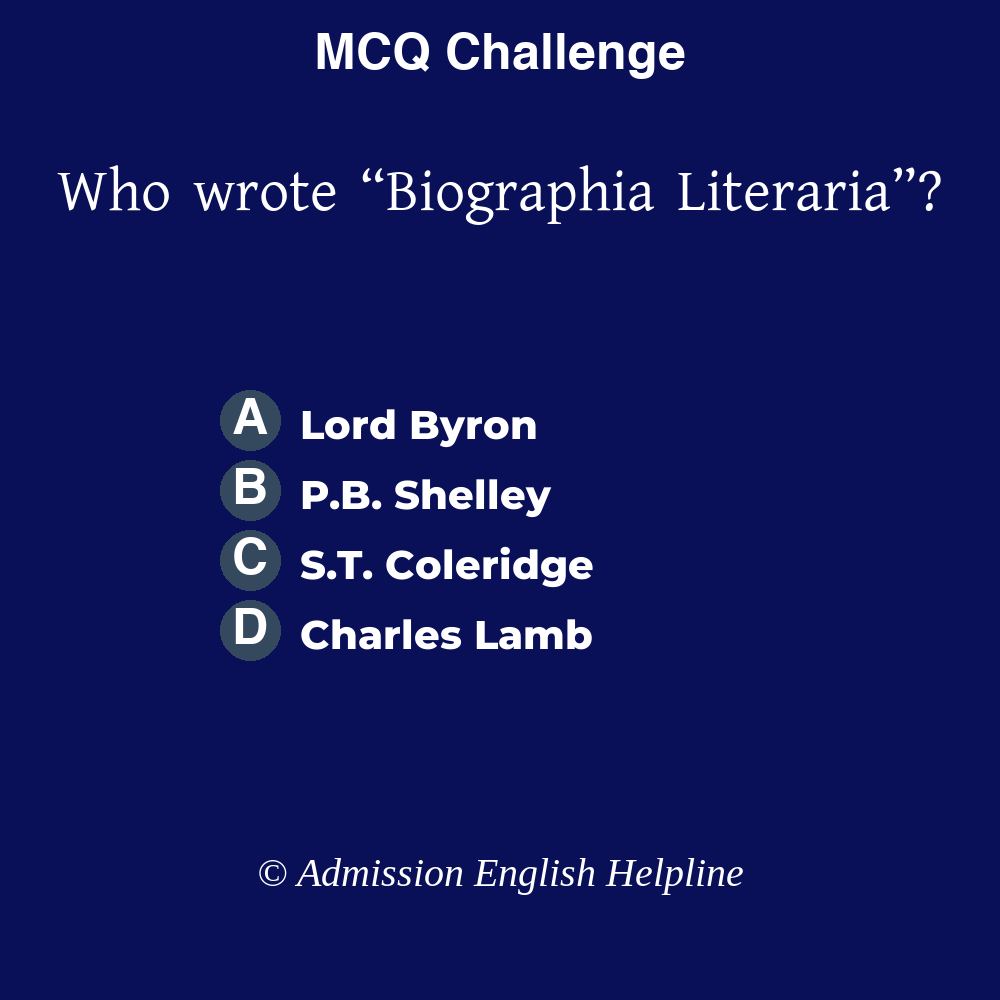 MCQ Challenge
Who wrote “Biographia Literaria”?
A Lord Byron
B P.B. Shelley
C S.T. Coleridge
D Charles Lamb
© Admission English Helpline